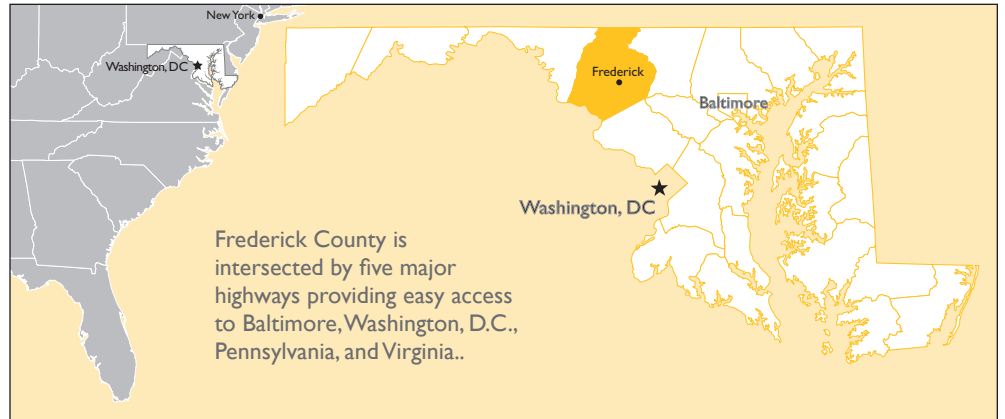 New York
Washington, DC
Frederick
Baltimore
Washington, DC
Frederick County is
intersected by five major
highways providing easy access
to Baltimore, Washington, D.C.,
Pennsylvania, and Virginia..